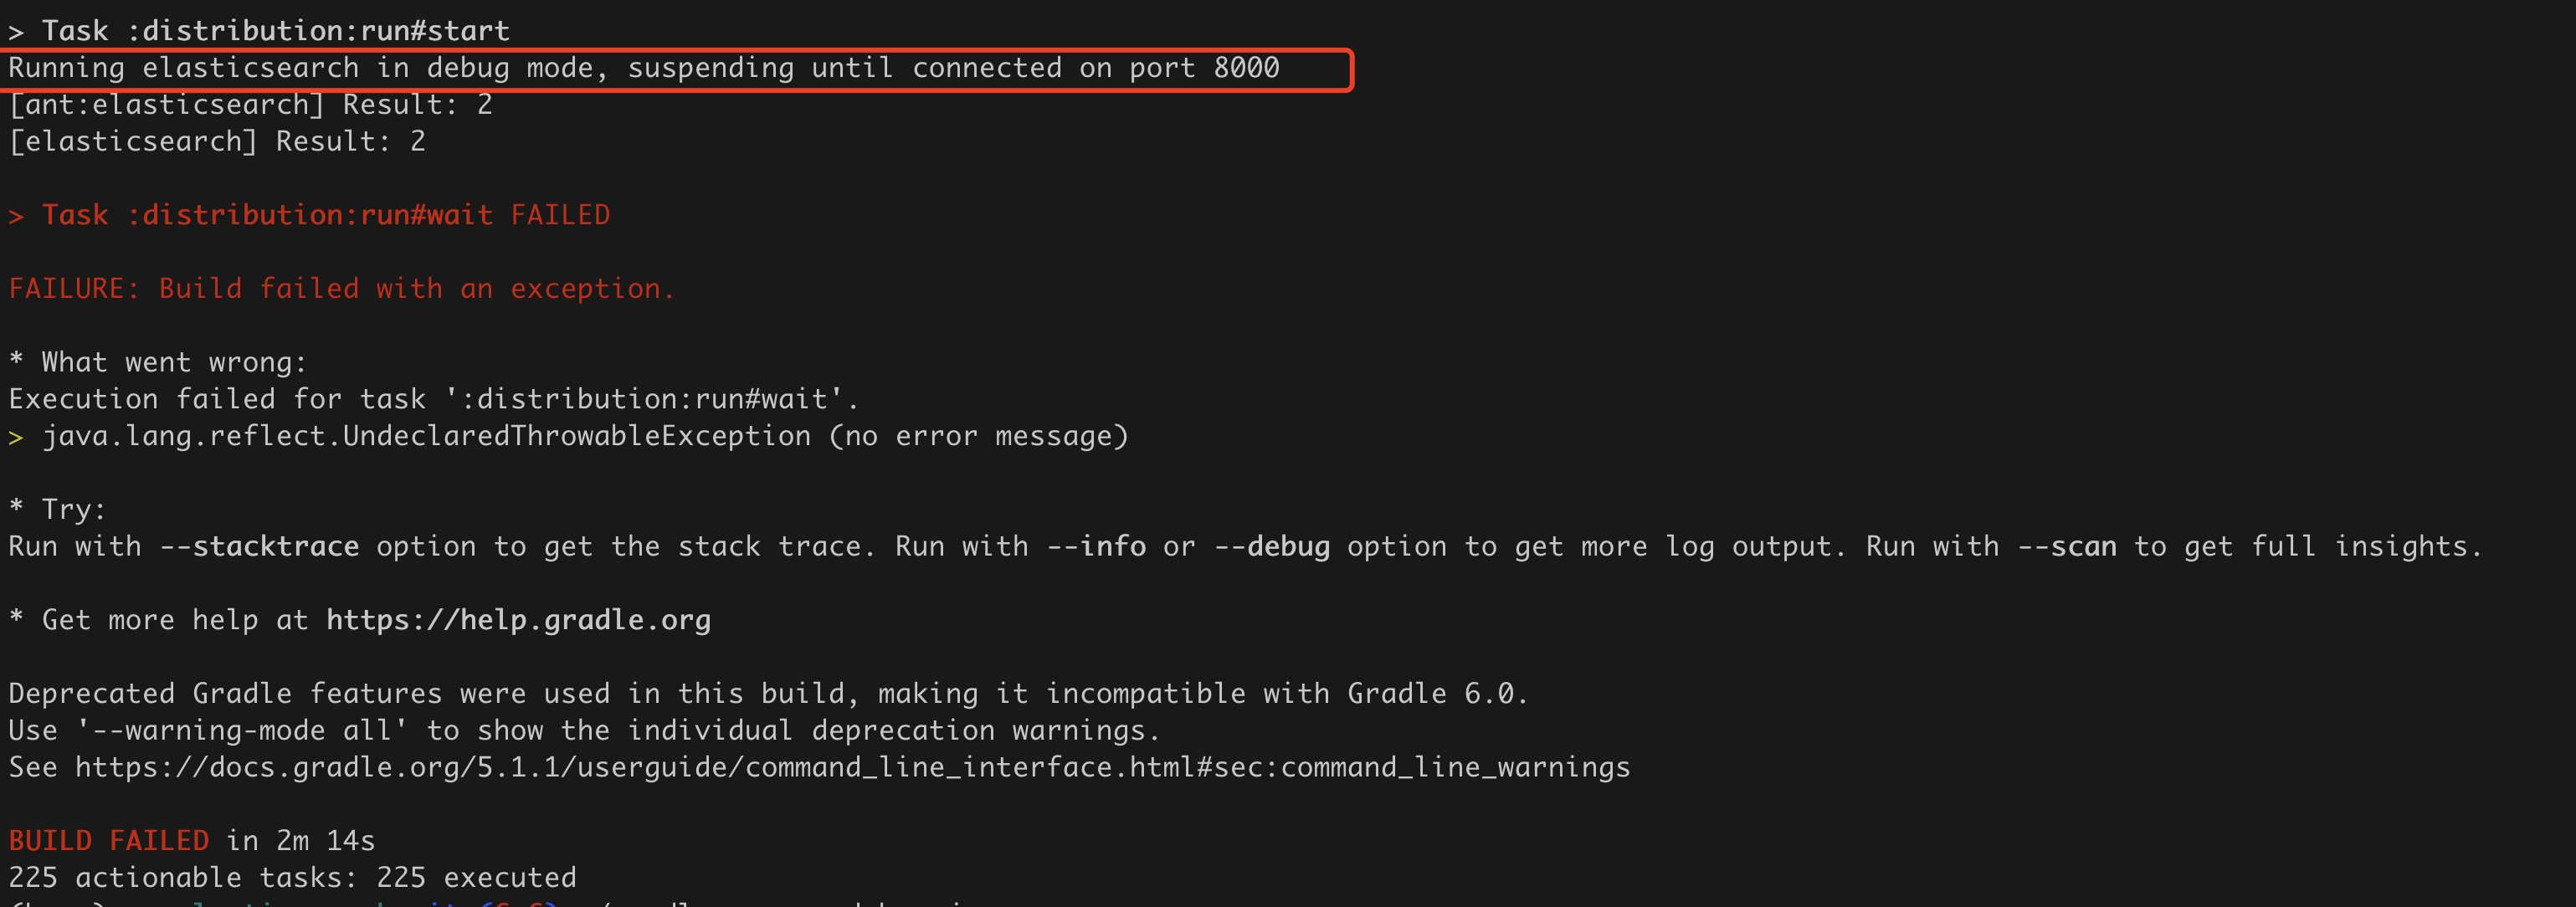 > Task :distribution:run#start
Running elasticsearch in debug mode, suspending until connected on port 8000
[ant:elasticsearch] Result: 2
[elasticsearch] Result: 2
> Task :distribution:run#wait FAILED
FAILURE: Build failed with an exception.
* What went wrong:
Execution failed for task ':distribution:run#wait'.
> java.lang.reflect.UndeclaredThrowableException (no error message)
* Try:
Run with --stacktrace option to get the stack trace. Run with --info or --debug option to get more log output. Run with --scan to get full insights.
* Get more help at https://help.gradle.org
Deprecated Gradle features were used in this build, making it incompatible with Gradle 6.0.
Use '--warning-mode all' to show the individual deprecation warnings.
See https://docs.gradle.org/5.1.1/userguide/command_line_interface.html#sec:command_line_warnings
BUILD FAILED in 2m 14s
225 actionable tasks: 225 executed